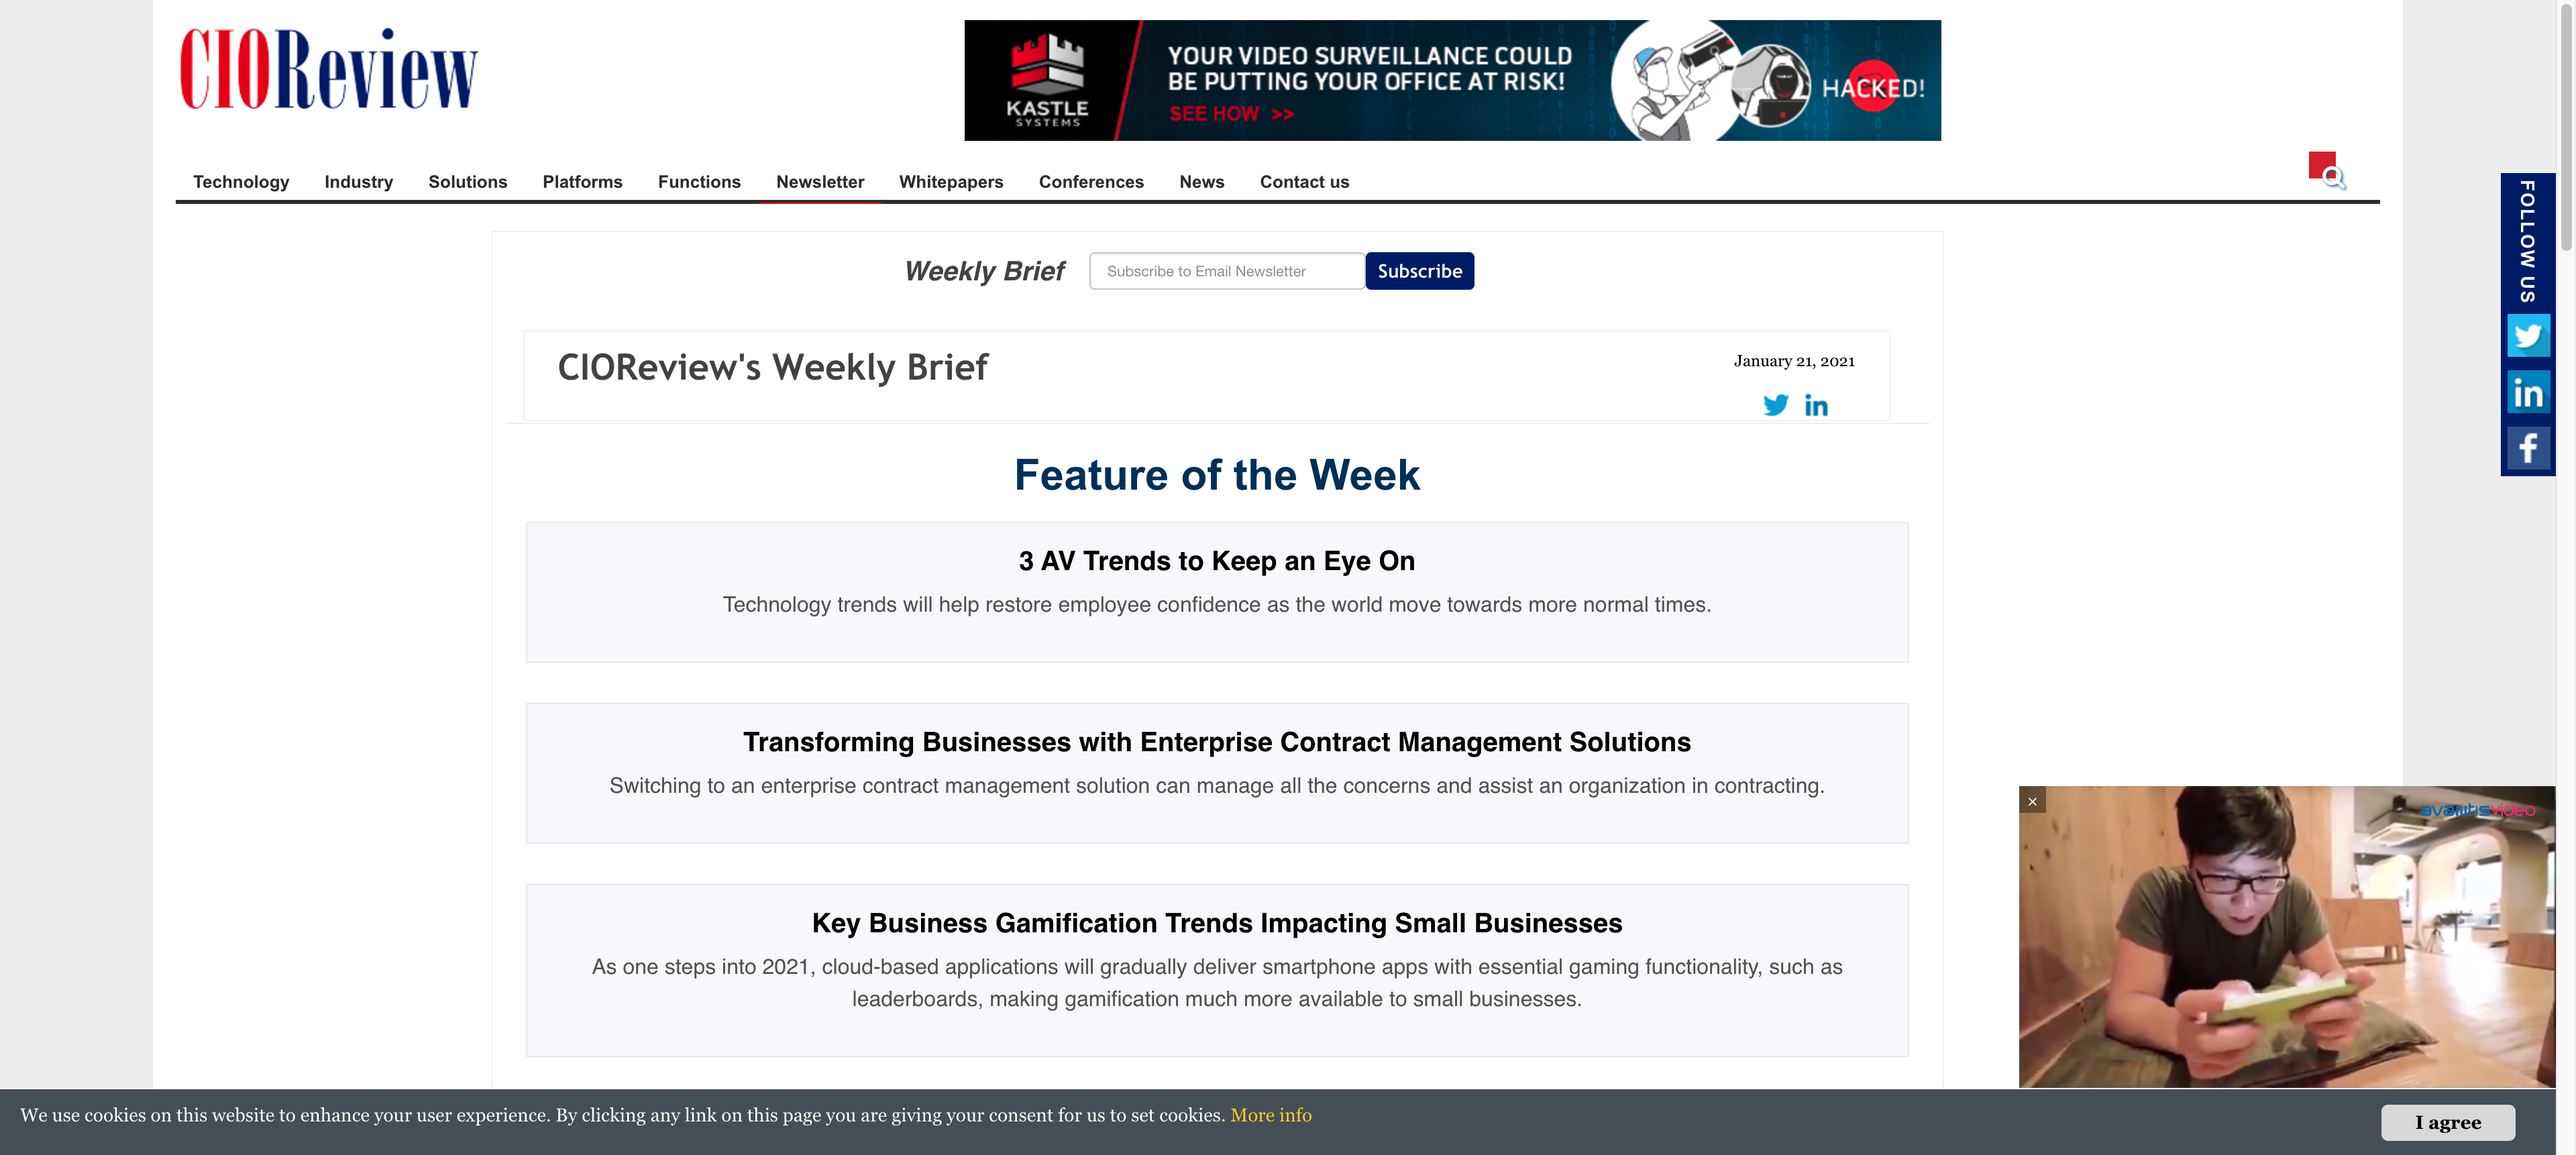 CIOReview
KASTLE
SYSTEMS
YOUR VIDEO SURVEILLANCE COULD
BE PUTTING YOUR OFFICE AT RISK!
SEE HOW >>
HACKED!
Technology Industry Solutions Platforms Functions Newsletter Whitepapers Conferences News Contact us
FOLLOW US
Weekly Brief Subscribe to Email Newsletter Subscribe
CIOReview's Weekly Brief
January 21, 2021
Feature of the Week
3 AV Trends to Keep an Eye On
Technology trends will help restore employee confidence as the world move towards more normal times.
Transforming Businesses with Enterprise Contract Management Solutions
Switching to an enterprise contract management solution can manage all the concerns and assist an organization in contracting.
Key Business Gamification Trends Impacting Small Businesses
As one steps into 2021, cloud-based applications will gradually deliver smartphone apps with essential gaming functionality, such as
leaderboards, making gamification much more available to small businesses.
avantisvideo
We use cookies on this website to enhance your user experience. By clicking any link on this page you are giving your consent for us to set cookies. More info
I agree